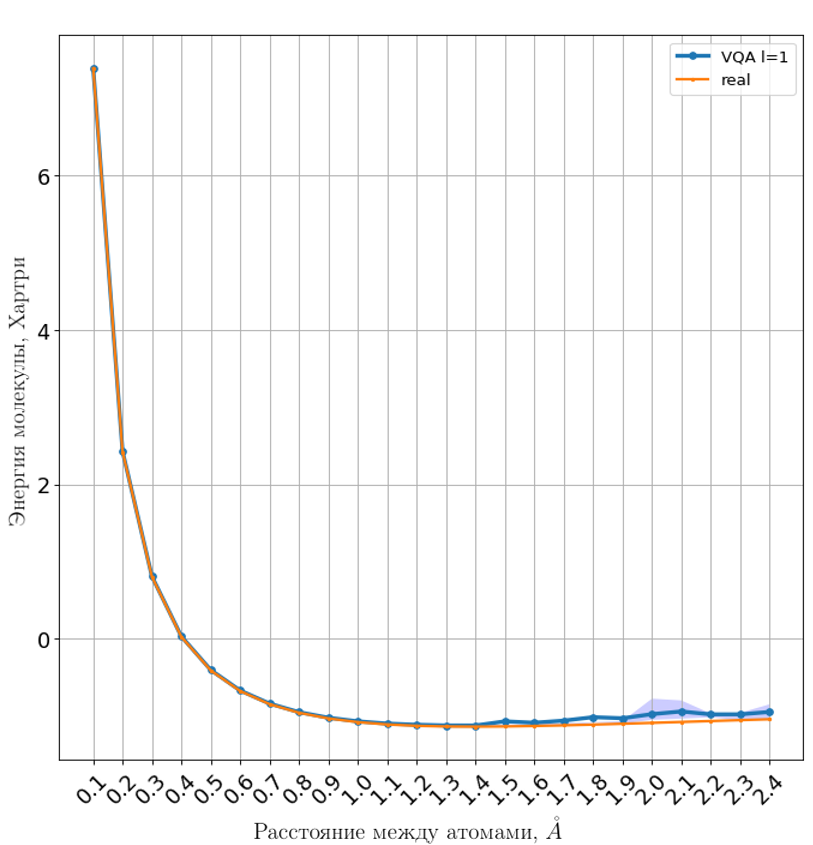 VQA l=1
real
Энергия молекулы, Хартри
6
4
2
0
0.1 0.2 0.3 0.4 0.5 0.6 0.7 0.8 0.9 1.0 1.1 1.2 1.3 1.4 1.5 1.6 1.7 1.8 1.9 2.0 2.1 2.2 2.3 2.4
Расстояние между атомами, Å